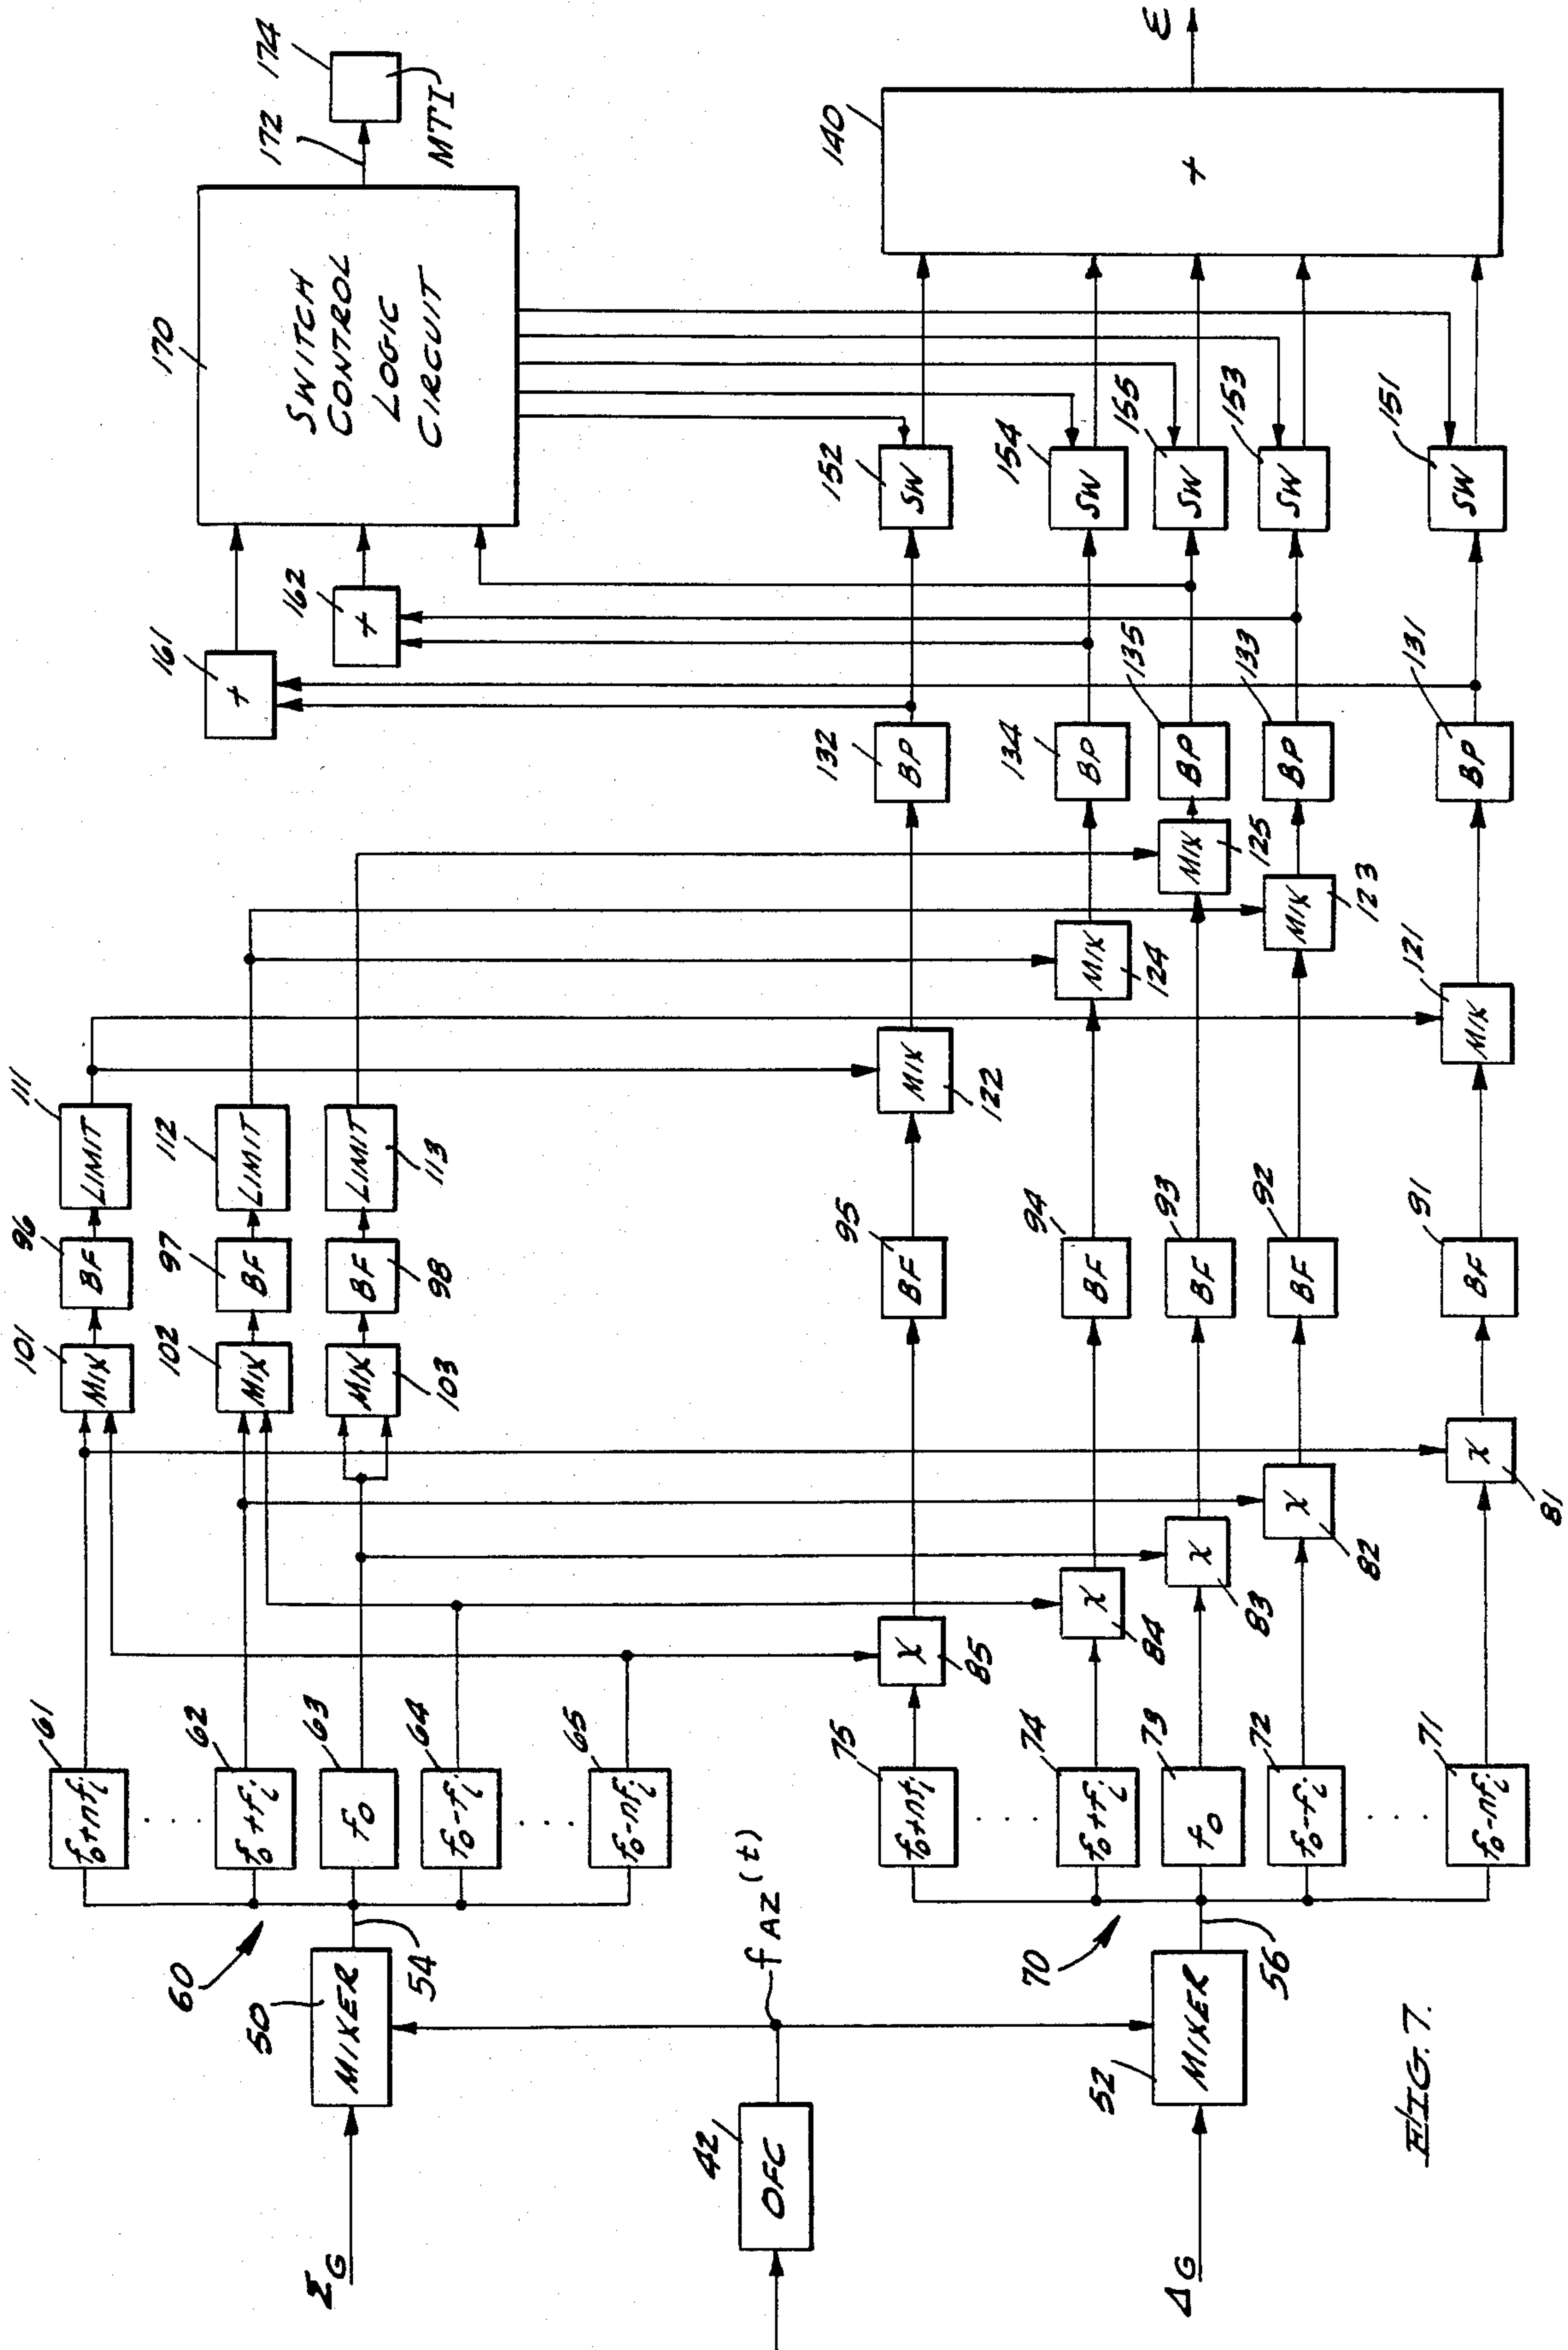 Σ G
50
MIXER
54
60
61
f0+nfi
62
f0+fi
63
f0
64
f0-fi
65
f0-nfi
101
MIX
96
BF
111
LIMIT
102
MIX
97
BF
112
LIMIT
MIX
103
BF
98
LIMIT
113
161
+
162
+
170
SWITCH
CONTROL
LOGIC
CIRCUIT
172
174
MTI
42
OFC
f AZ (t)
Δ G
52
MIXER
56
70
75
f0+nfi
74
f0+fi
73
f0
72
f0-fi
71
f0-nfi
X
85
X
84
X
83
X
82
X
81
95
BF
94
BF
93
BF
92
BF
91
BF
MIX
122
MIX
124
MIX
125
MIX
123
121
MIX
132
BP
134
BP
135
BP
133
BP
131
BP
152
SW
154
SW
155
SW
153
SW
151
SW
140
+
ε
FIG. 7.